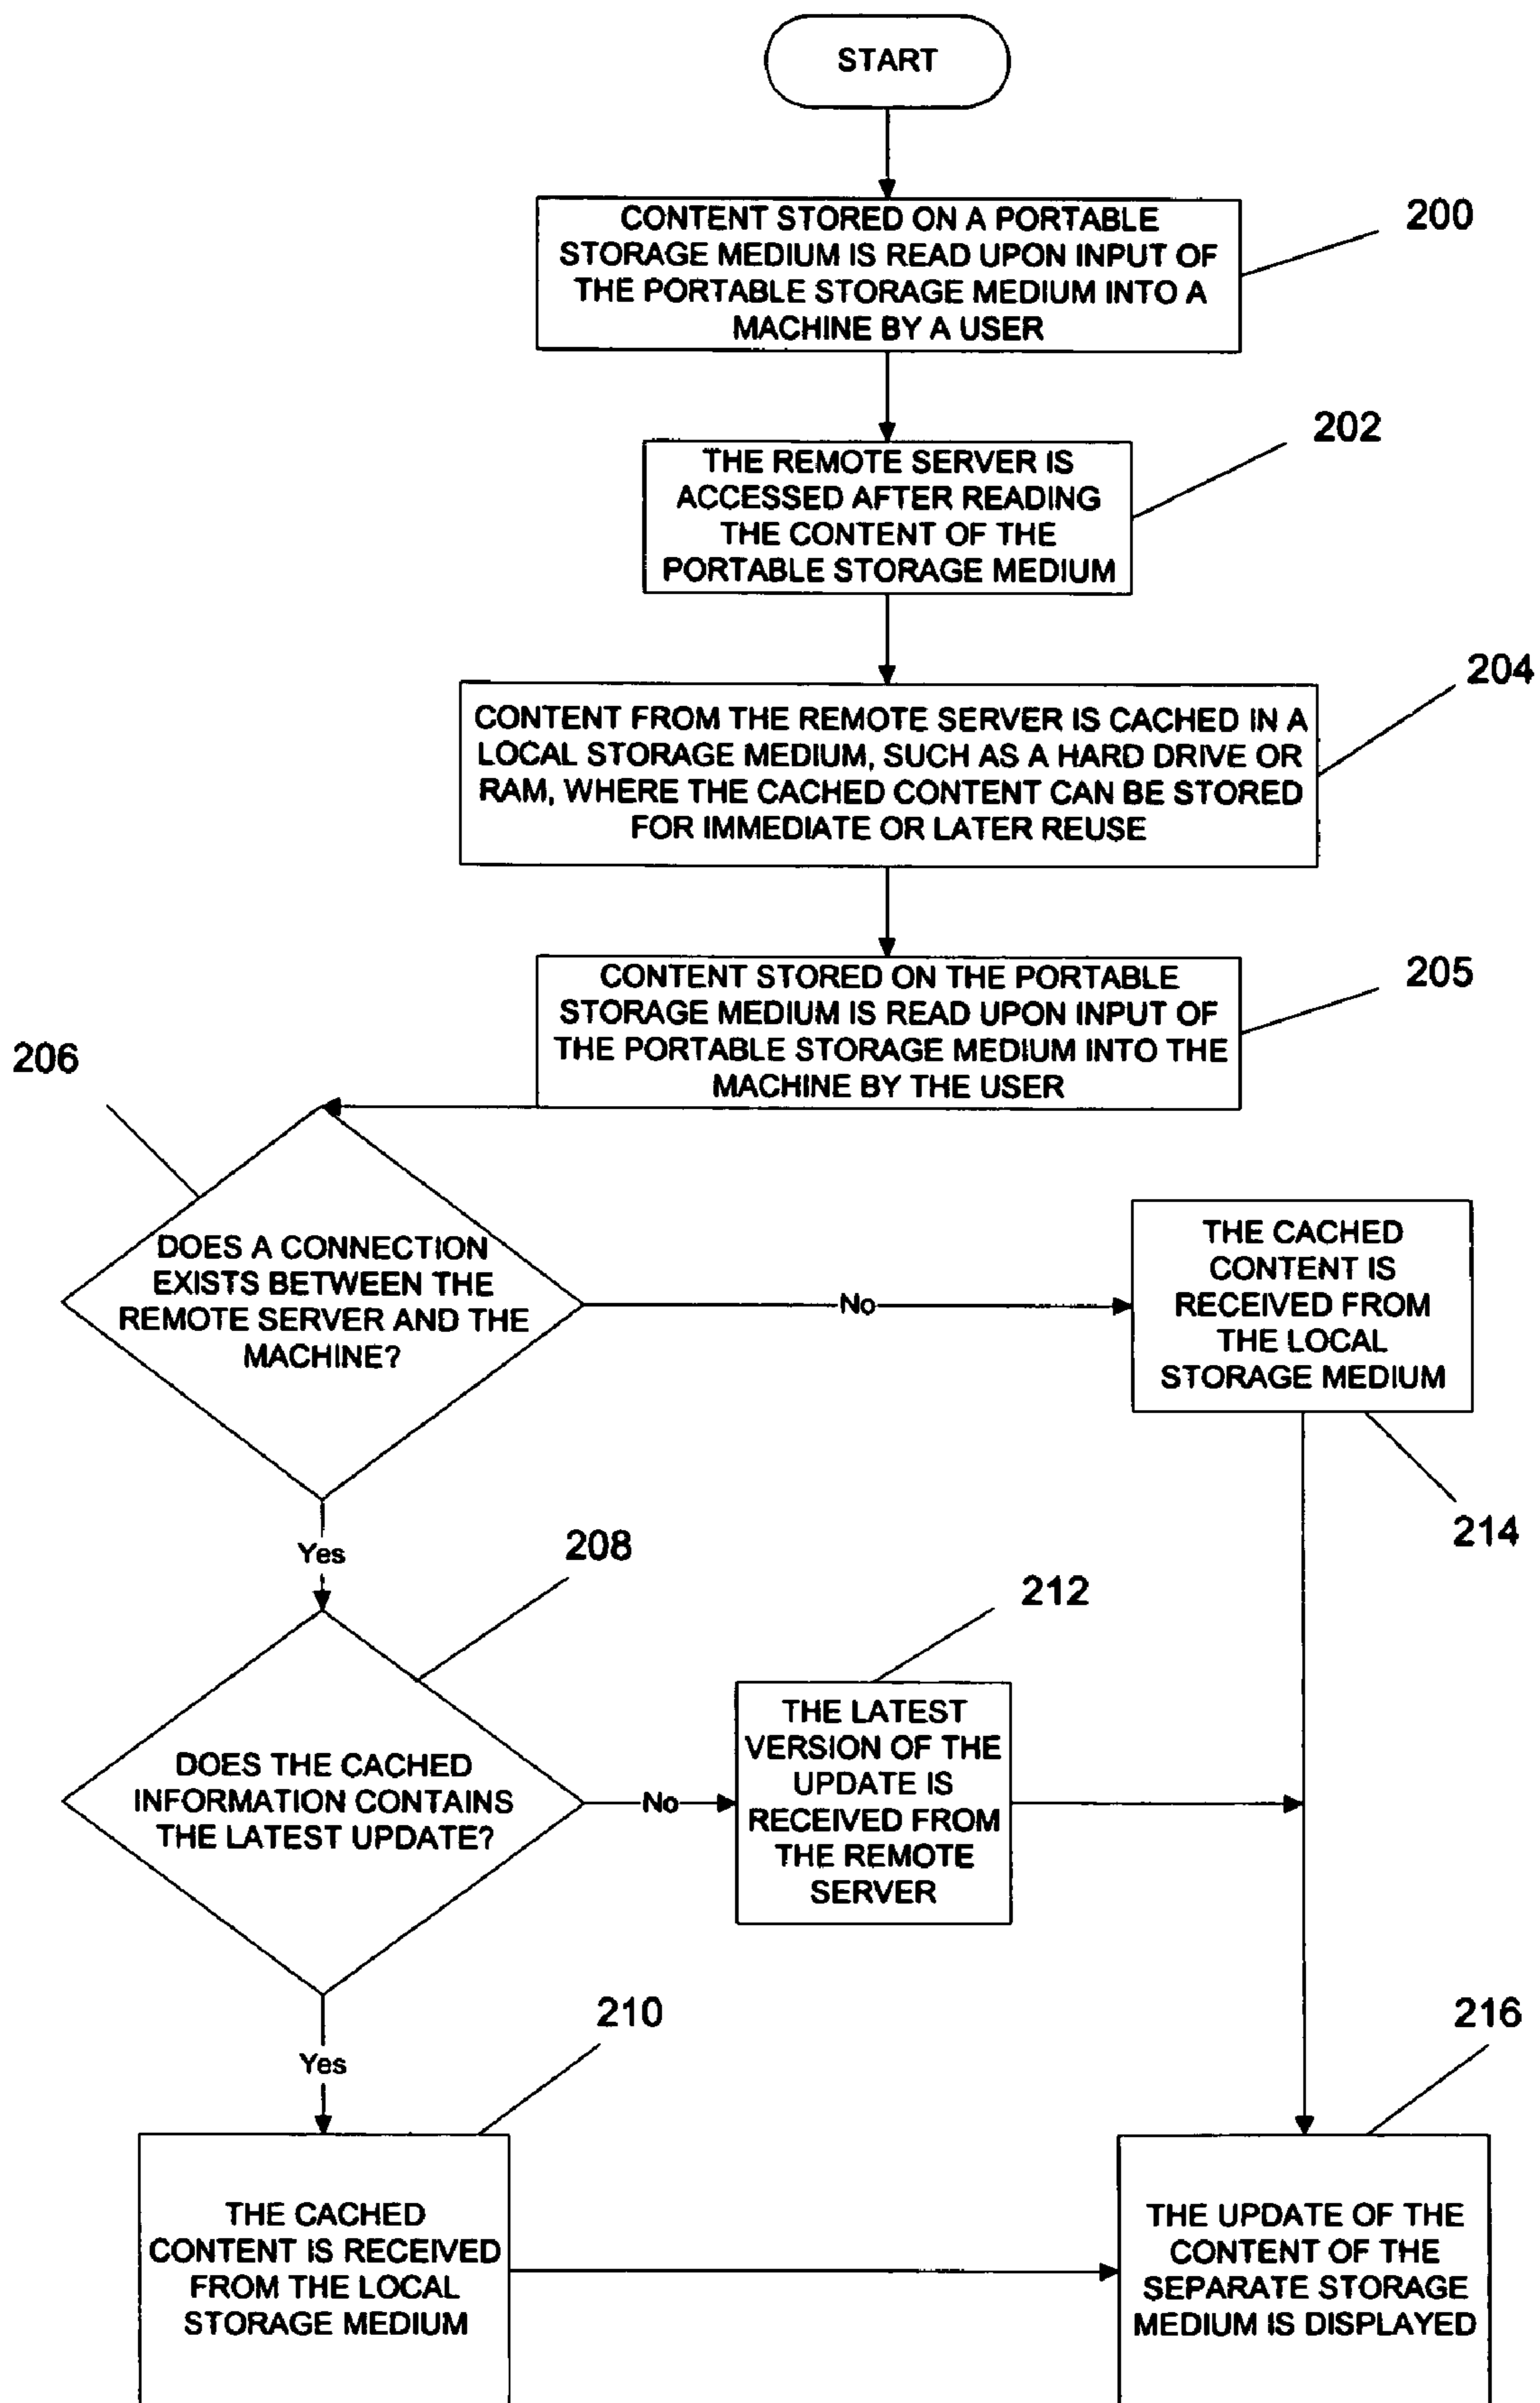 START
CONTENT STORED ON A PORTABLE
STORAGE MEDIUM IS READ UPON INPUT OF
THE PORTABLE STORAGE MEDIUM INTO A
MACHINE BY A USER
200
THE REMOTE SERVER IS
ACCESSED AFTER READING
THE CONTENT OF THE
PORTABLE STORAGE MEDIUM
202
CONTENT FROM THE REMOTE SERVER IS CACHED IN A
LOCAL STORAGE MEDIUM, SUCH AS A HARD DRIVE OR
RAM, WHERE THE CACHED CONTENT CAN BE STORED
FOR IMMEDIATE OR LATER REUSE
204
CONTENT STORED ON THE PORTABLE
STORAGE MEDIUM IS READ UPON INPUT OF
THE PORTABLE STORAGE MEDIUM INTO THE
MACHINE BY THE USER
205
206
DOES A CONNECTION
EXISTS BETWEEN THE
REMOTE SERVER AND THE
MACHINE?
No
THE CACHED
CONTENT IS
RECEIVED FROM
THE LOCAL
STORAGE MEDIUM
214
Yes
208
DOES THE CACHED
INFORMATION CONTAINS
THE LATEST UPDATE?
No
212
THE LATEST
VERSION OF THE
UPDATE IS
RECEIVED FROM
THE REMOTE
SERVER
Yes
210
THE CACHED
CONTENT IS RECEIVED
FROM THE LOCAL
STORAGE MEDIUM
216
THE UPDATE OF THE
CONTENT OF THE
SEPARATE STORAGE
MEDIUM IS DISPLAYED